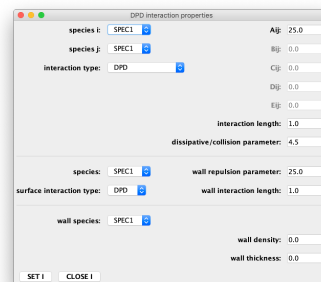 DPD interaction properties
species i: SPEC1 Aij: 25.0
species j: SPEC1 Bij: 0.0
interaction type: DPD Cij: 0.0
Dij: 0.0
Eij: 0.0
interaction length: 1.0
dissipative/collision parameter: 4.5
species: SPEC1 wall repulsion parameter: 25.0
surface interaction type: DPD wall interaction length: 1.0
wall species: SPEC1
wall density: 0.0
wall thickness: 0.0
SET I CLOSE I